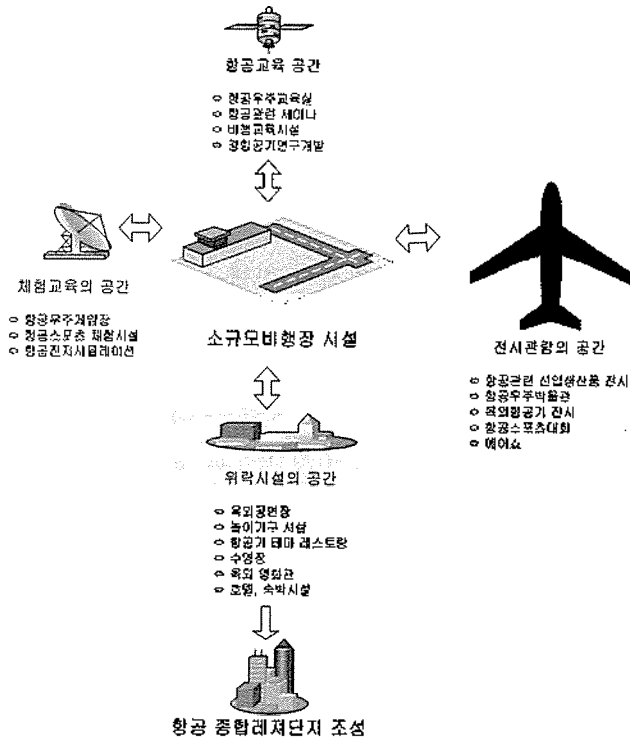 항공교육 공간
항공우주교육실
항공관련 세미나
비행교육시설
경항공기연구개발
체험교육의 공간
항공우주체험장
항공스포츠 체험시설
항공전자시뮬레이션
소규모비행장 시설
전시관람의 공간
항공관련 산업생산품 전시
항공우주박물관
옥외항공기 전시
항공스포츠대회
에어쇼
위락시설의 공간
옥외공연장
놀이기구 시설
항공기 테마 레스토랑
수영장
옥외 영화관
호텔, 숙박시설
항공 종합레져단지 조성